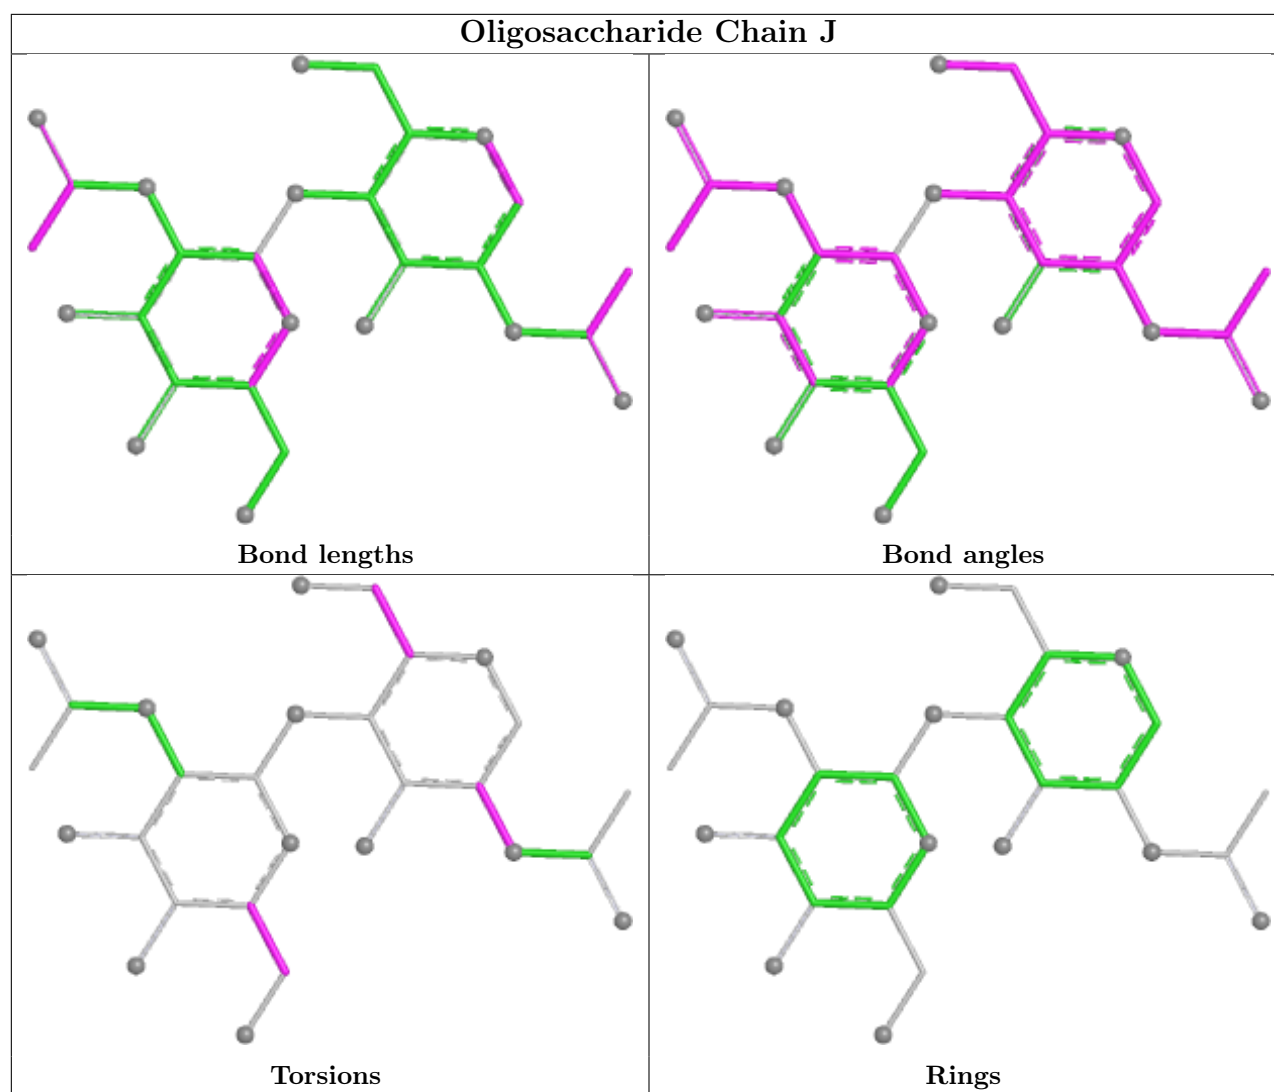 Oligosaccharide Chain J
Bond lengths
Bond angles
Torsions
Rings